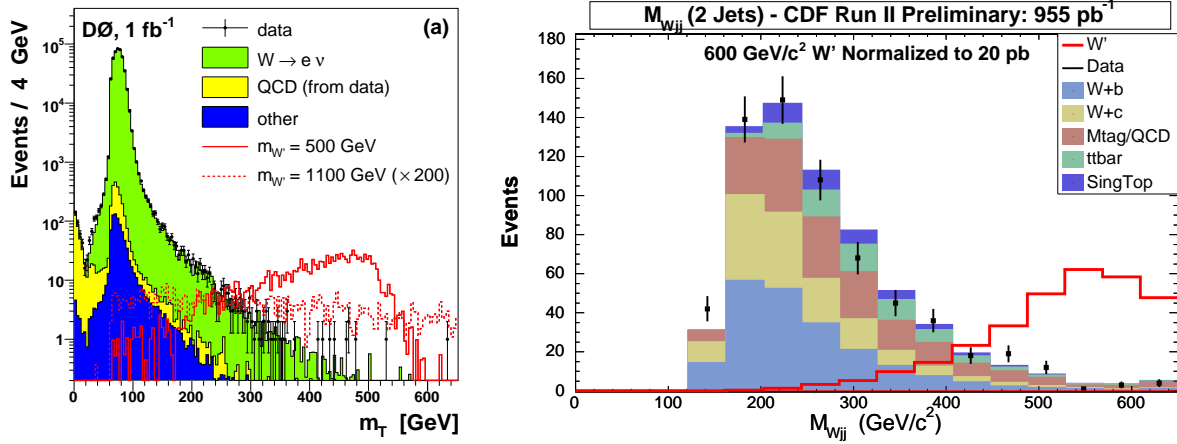 DØ, 1 fb⁻¹
(a)
data
W → e ν
QCD (from data)
other
m_W' = 500 GeV
m_W' = 1100 GeV (×200)
Events / 4 GeV
10⁵
10⁴
10³
10²
10
1
0 100 200 300 400 500 600
m_T [GeV]
M_Wjj (2 Jets) - CDF Run II Preliminary: 955 pb⁻¹
600 GeV/c² W' Normalized to 20 pb
W'
Data
W+b
W+c
Mtag/QCD
ttbar
SingTop
Events
180
160
140
120
100
80
60
40
20
0
0 100 200 300 400 500 600
M_Wjj (GeV/c²)